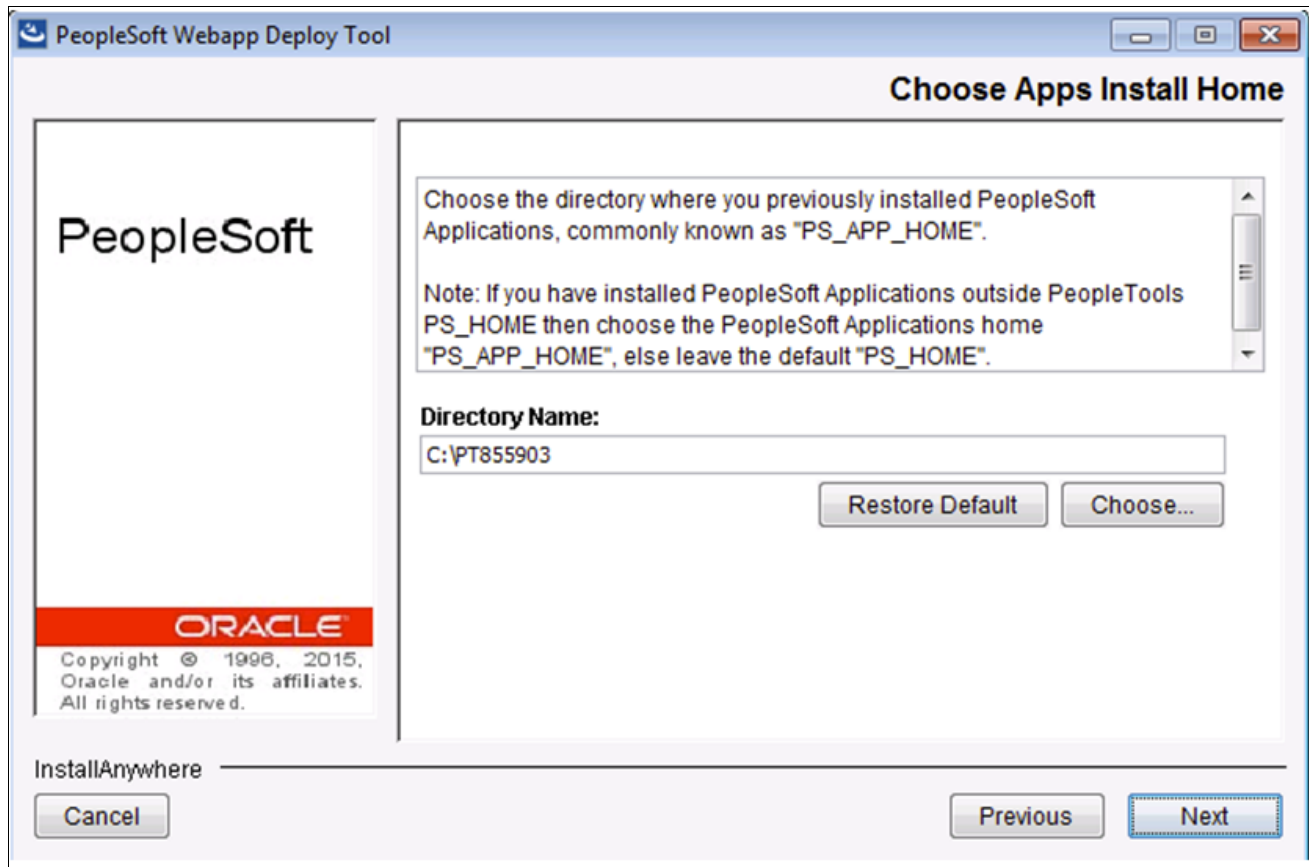 PeopleSoft Webapp Deploy Tool
Choose Apps Install Home
PeopleSoft
ORACLE
Copyright © 1996, 2015,
Oracle and/or its affiliates.
All rights reserved.
Choose the directory where you previously installed PeopleSoft
Applications, commonly known as "PS_APP_HOME".
Note: If you have installed PeopleSoft Applications outside PeopleTools
PS_HOME then choose the PeopleSoft Applications home
"PS_APP_HOME", else leave the default "PS_HOME".
Directory Name:
C:\PT855903
Restore Default
Choose...
InstallAnywhere
Cancel
Previous
Next